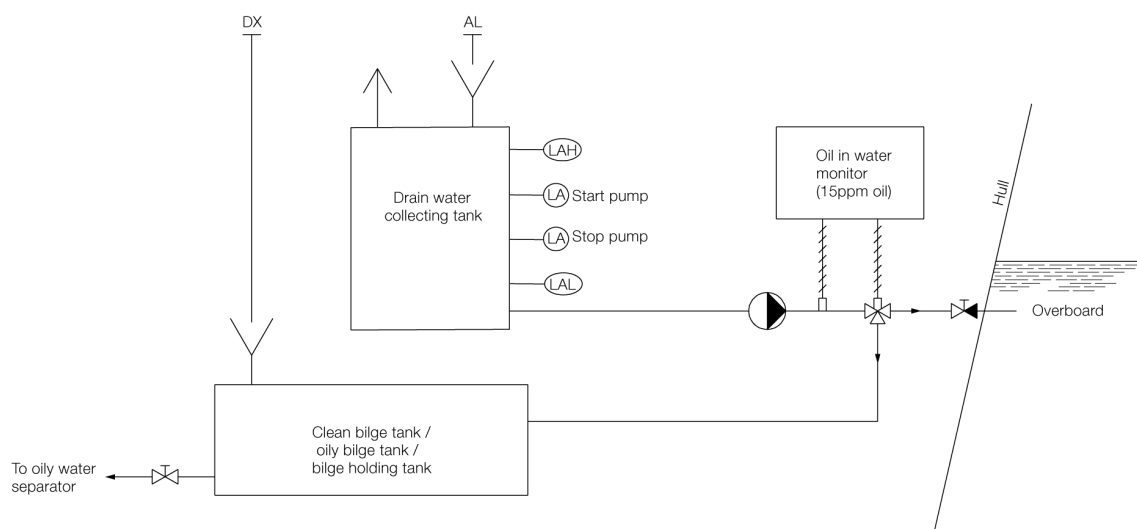 DX
AL
LAH
Drain water
collecting tank
LA Start pump
LA Stop pump
LAL
Oil in water
monitor
(15ppm oil)
Hull
Overboard
Clean bilge tank /
oily bilge tank /
bilge holding tank
To oily water
separator